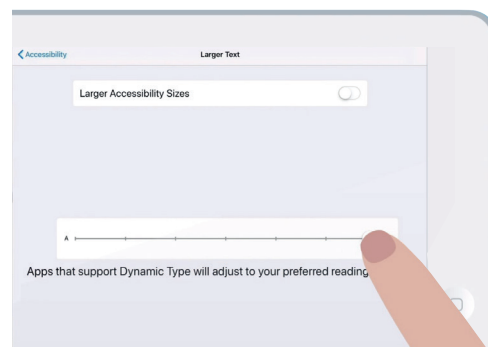 Accessibility
Larger Text
Larger Accessibility Sizes
A
Apps that support Dynamic Type will adjust to your preferred reading